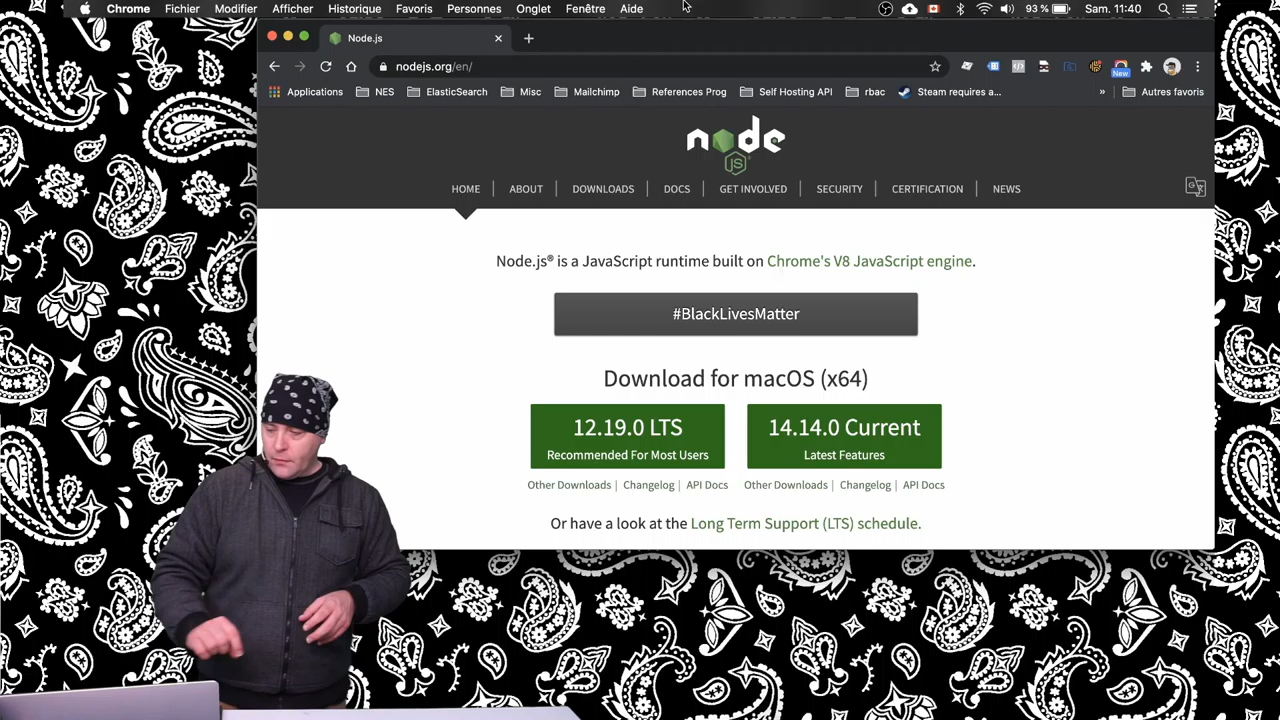 Chrome Fichier Modifier Afficher Historique Favoris Personnes Onglet Fenêtre Aide 93 % Sam. 11:40
Node.js
nodejs.org/en/
New
Applications NES ElasticSearch Misc Mailchimp References Prog Self Hosting API rbac Steam requires a... » Autres favoris
node
JS
HOME ABOUT DOWNLOADS DOCS GET INVOLVED SECURITY CERTIFICATION NEWS
Node.js® is a JavaScript runtime built on Chrome's V8 JavaScript engine.
#BlackLivesMatter
Download for macOS (x64)
12.19.0 LTS
Recommended For Most Users
14.14.0 Current
Latest Features
Other Downloads | Changelog | API Docs
Other Downloads | Changelog | API Docs
Or have a look at the Long Term Support (LTS) schedule.